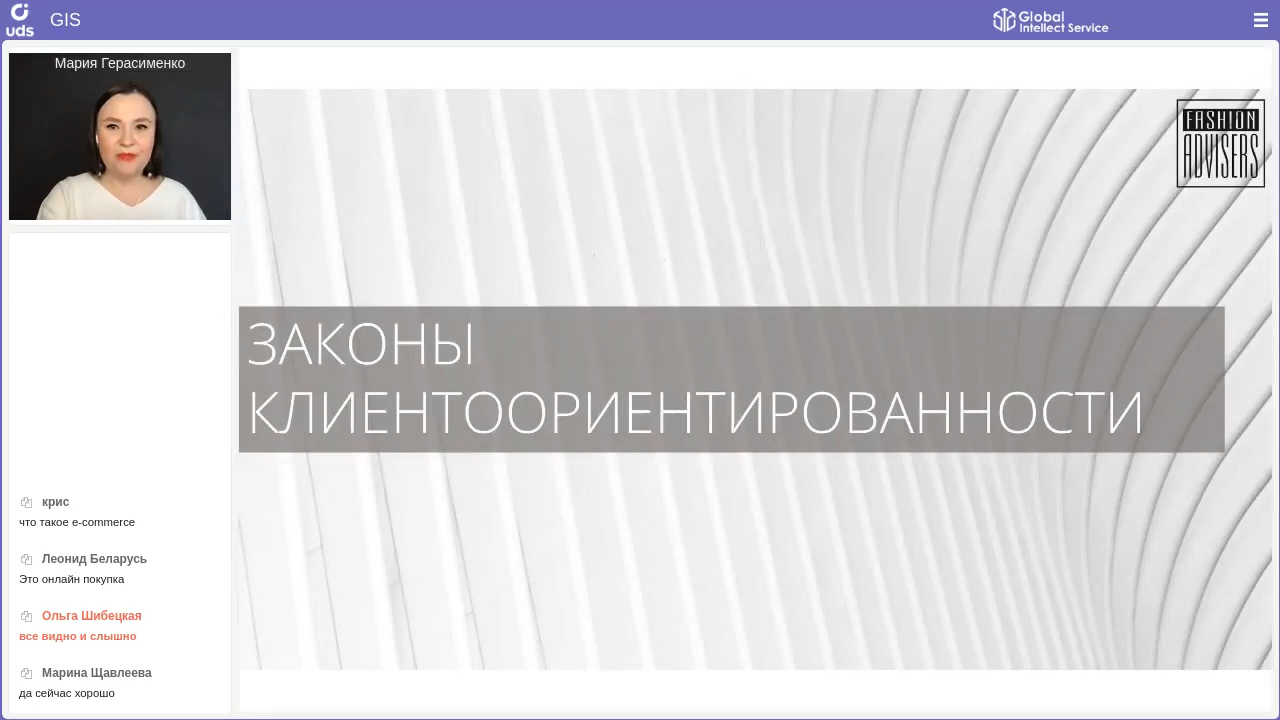 uds
GIS
Global
Intellect Service
Мария Герасименко
FASHION
ADVISERS
ЗАКОНЫ
КЛИЕНТООРИЕНТИРОВАННОСТИ
крис
что такое e-commerce
Леонид Беларусь
Это онлайн покупка
Ольга Шибецкая
все видно и слышно
Марина Щавлеева
да сейчас хорошо